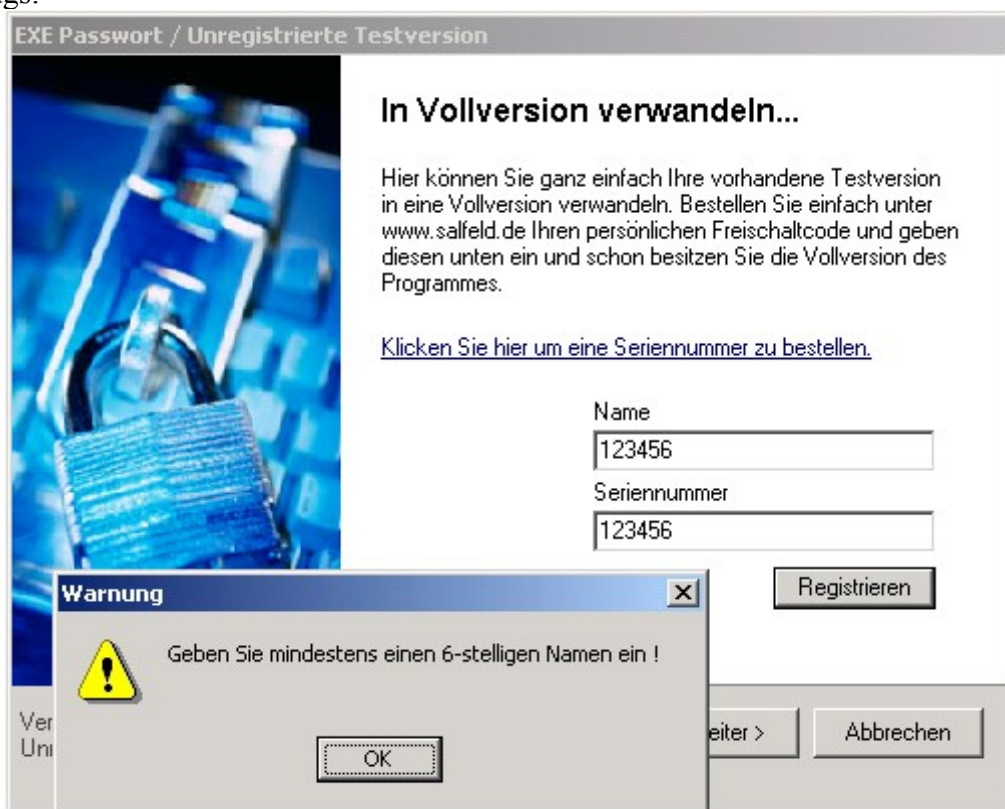 EXE Passwort / Unregistrierte Testversion
In Vollversion verwandeln...
Hier können Sie ganz einfach Ihre vorhandene Testversion
in eine Vollversion verwandeln. Bestellen Sie einfach unter
www.salfeld.de Ihren persönlichen Freischaltcode und geben
diesen unten ein und schon besitzen Sie die Vollversion des
Programmes.
Klicken Sie hier um eine Seriennummer zu bestellen.
Name
123456
Seriennummer
123456
Registrieren
Warnung
Geben Sie mindestens einen 6-stelligen Namen ein !
OK
Ver
eiter >
Abbrechen